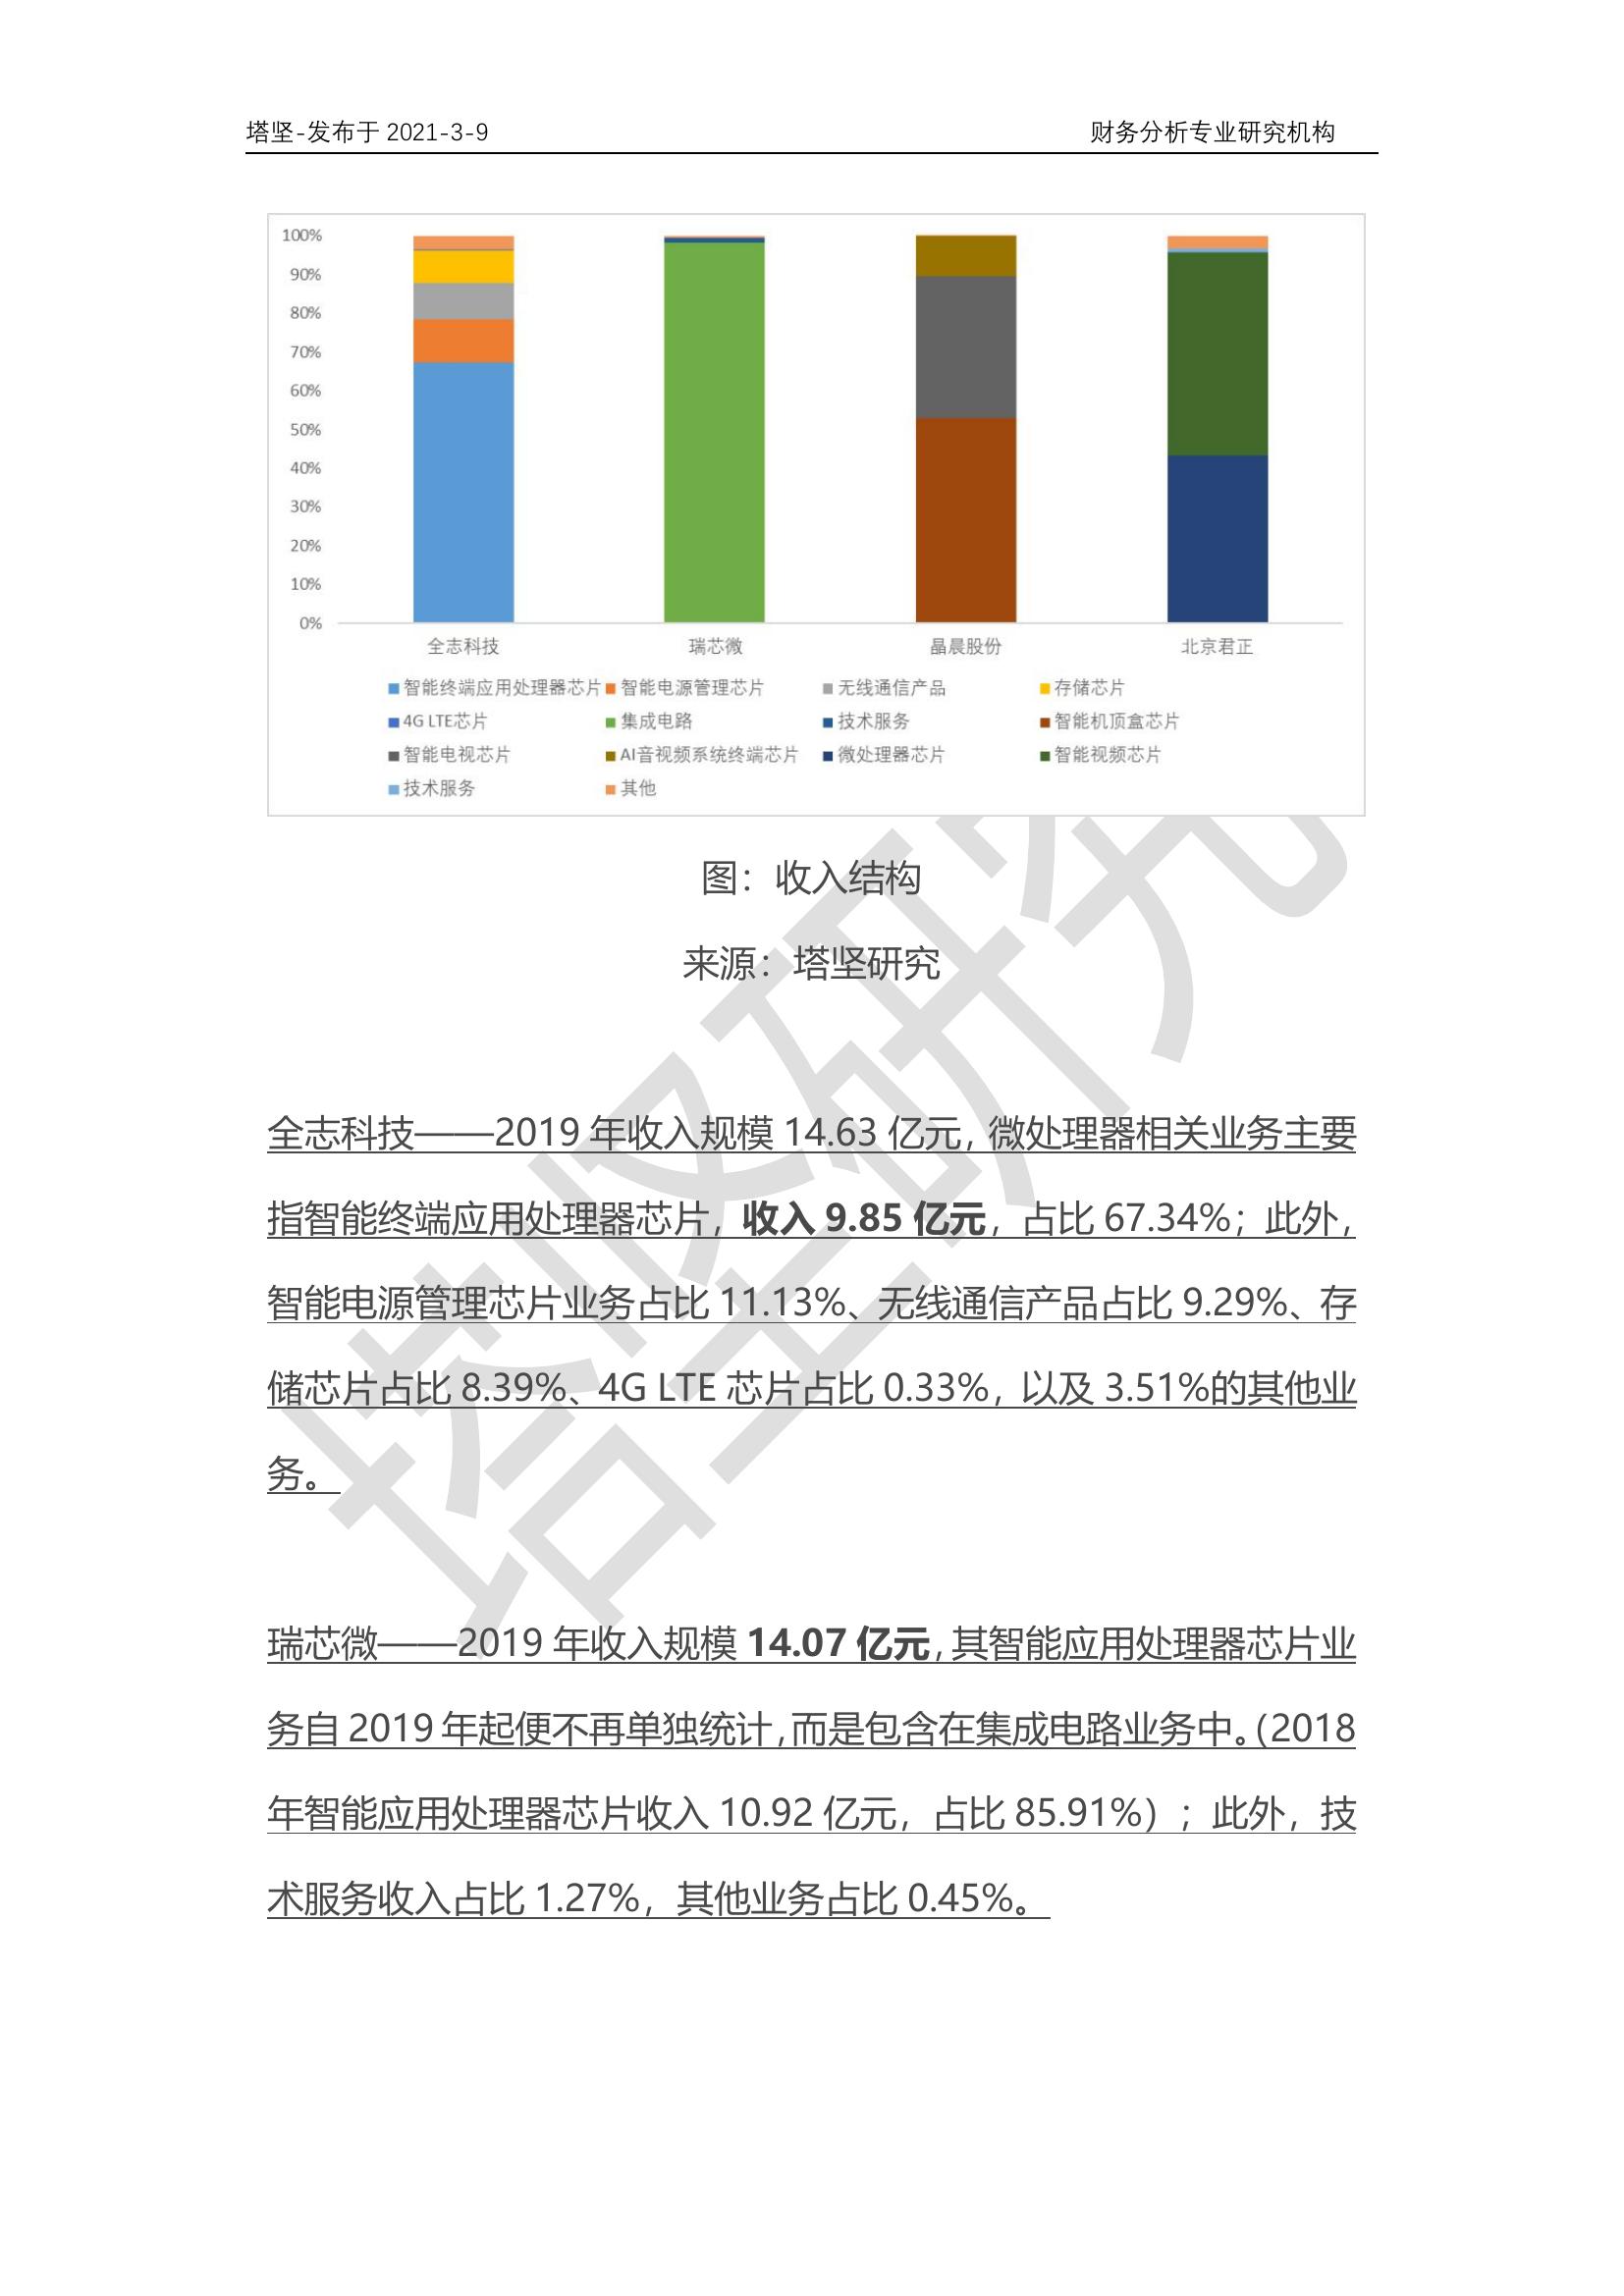 塔坚-发布于 2021-3-9 财务分析专业研究机构
100%
90%
80%
70%
60%
50%
40%
30%
20%
10%
0%
全志科技 瑞芯微 晶晨股份 北京君正
智能终端应用处理器芯片 智能电源管理芯片 无线通信产品 存储芯片
4G LTE芯片 集成电路 技术服务 智能机顶盒芯片
智能电视芯片 AI音视频系统终端芯片 微处理器芯片 智能视频芯片
技术服务 其他
图：收入结构
来源：塔坚研究
全志科技——2019 年收入规模 14.63 亿元，微处理器相关业务主要
指智能终端应用处理器芯片，收入 9.85 亿元，占比 67.34%；此外，
智能电源管理芯片业务占比 11.13%、无线通信产品占比 9.29%、存
储芯片占比 8.39%、4G LTE 芯片占比 0.33%，以及 3.51%的其他业
务。
瑞芯微——2019 年收入规模 14.07 亿元，其智能应用处理器芯片业
务自 2019 年起便不再单独统计，而是包含在集成电路业务中。（2018
年智能应用处理器芯片收入 10.92 亿元，占比 85.91%）；此外，技
术服务收入占比 1.27%，其他业务占比 0.45%。
塔坚研究